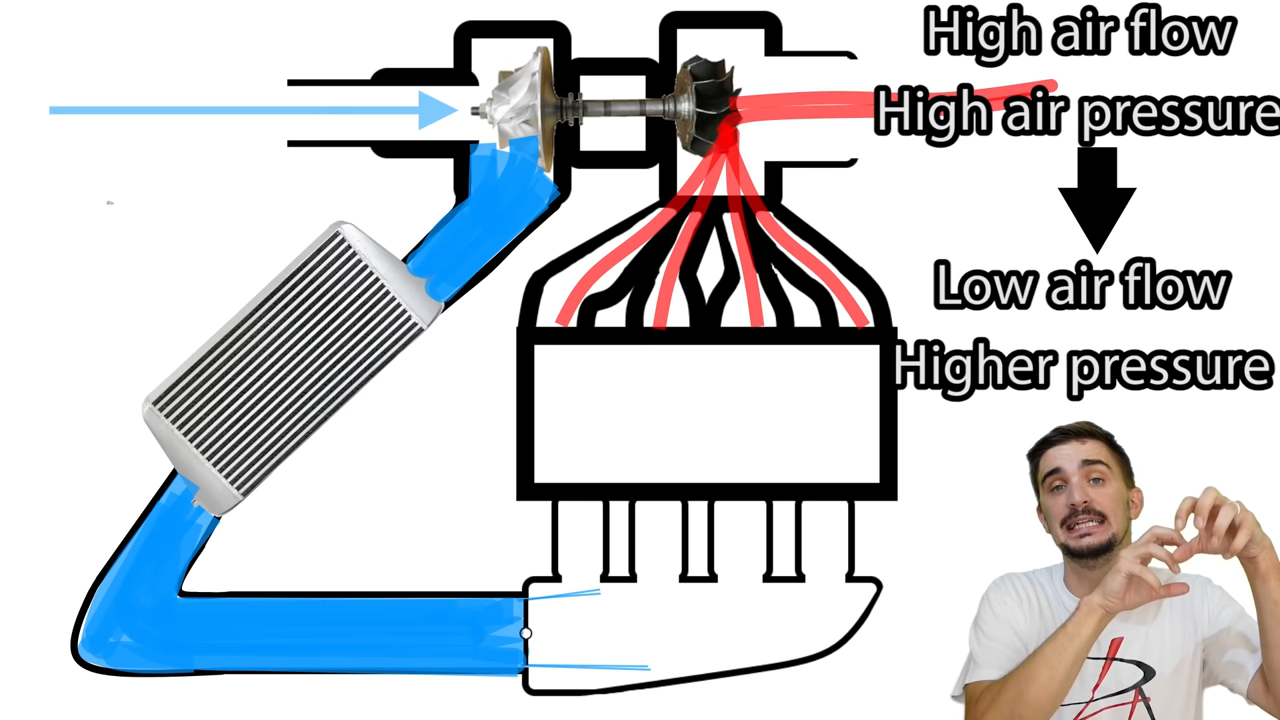 High air flow
High air pressure
Low air flow
Higher pressure